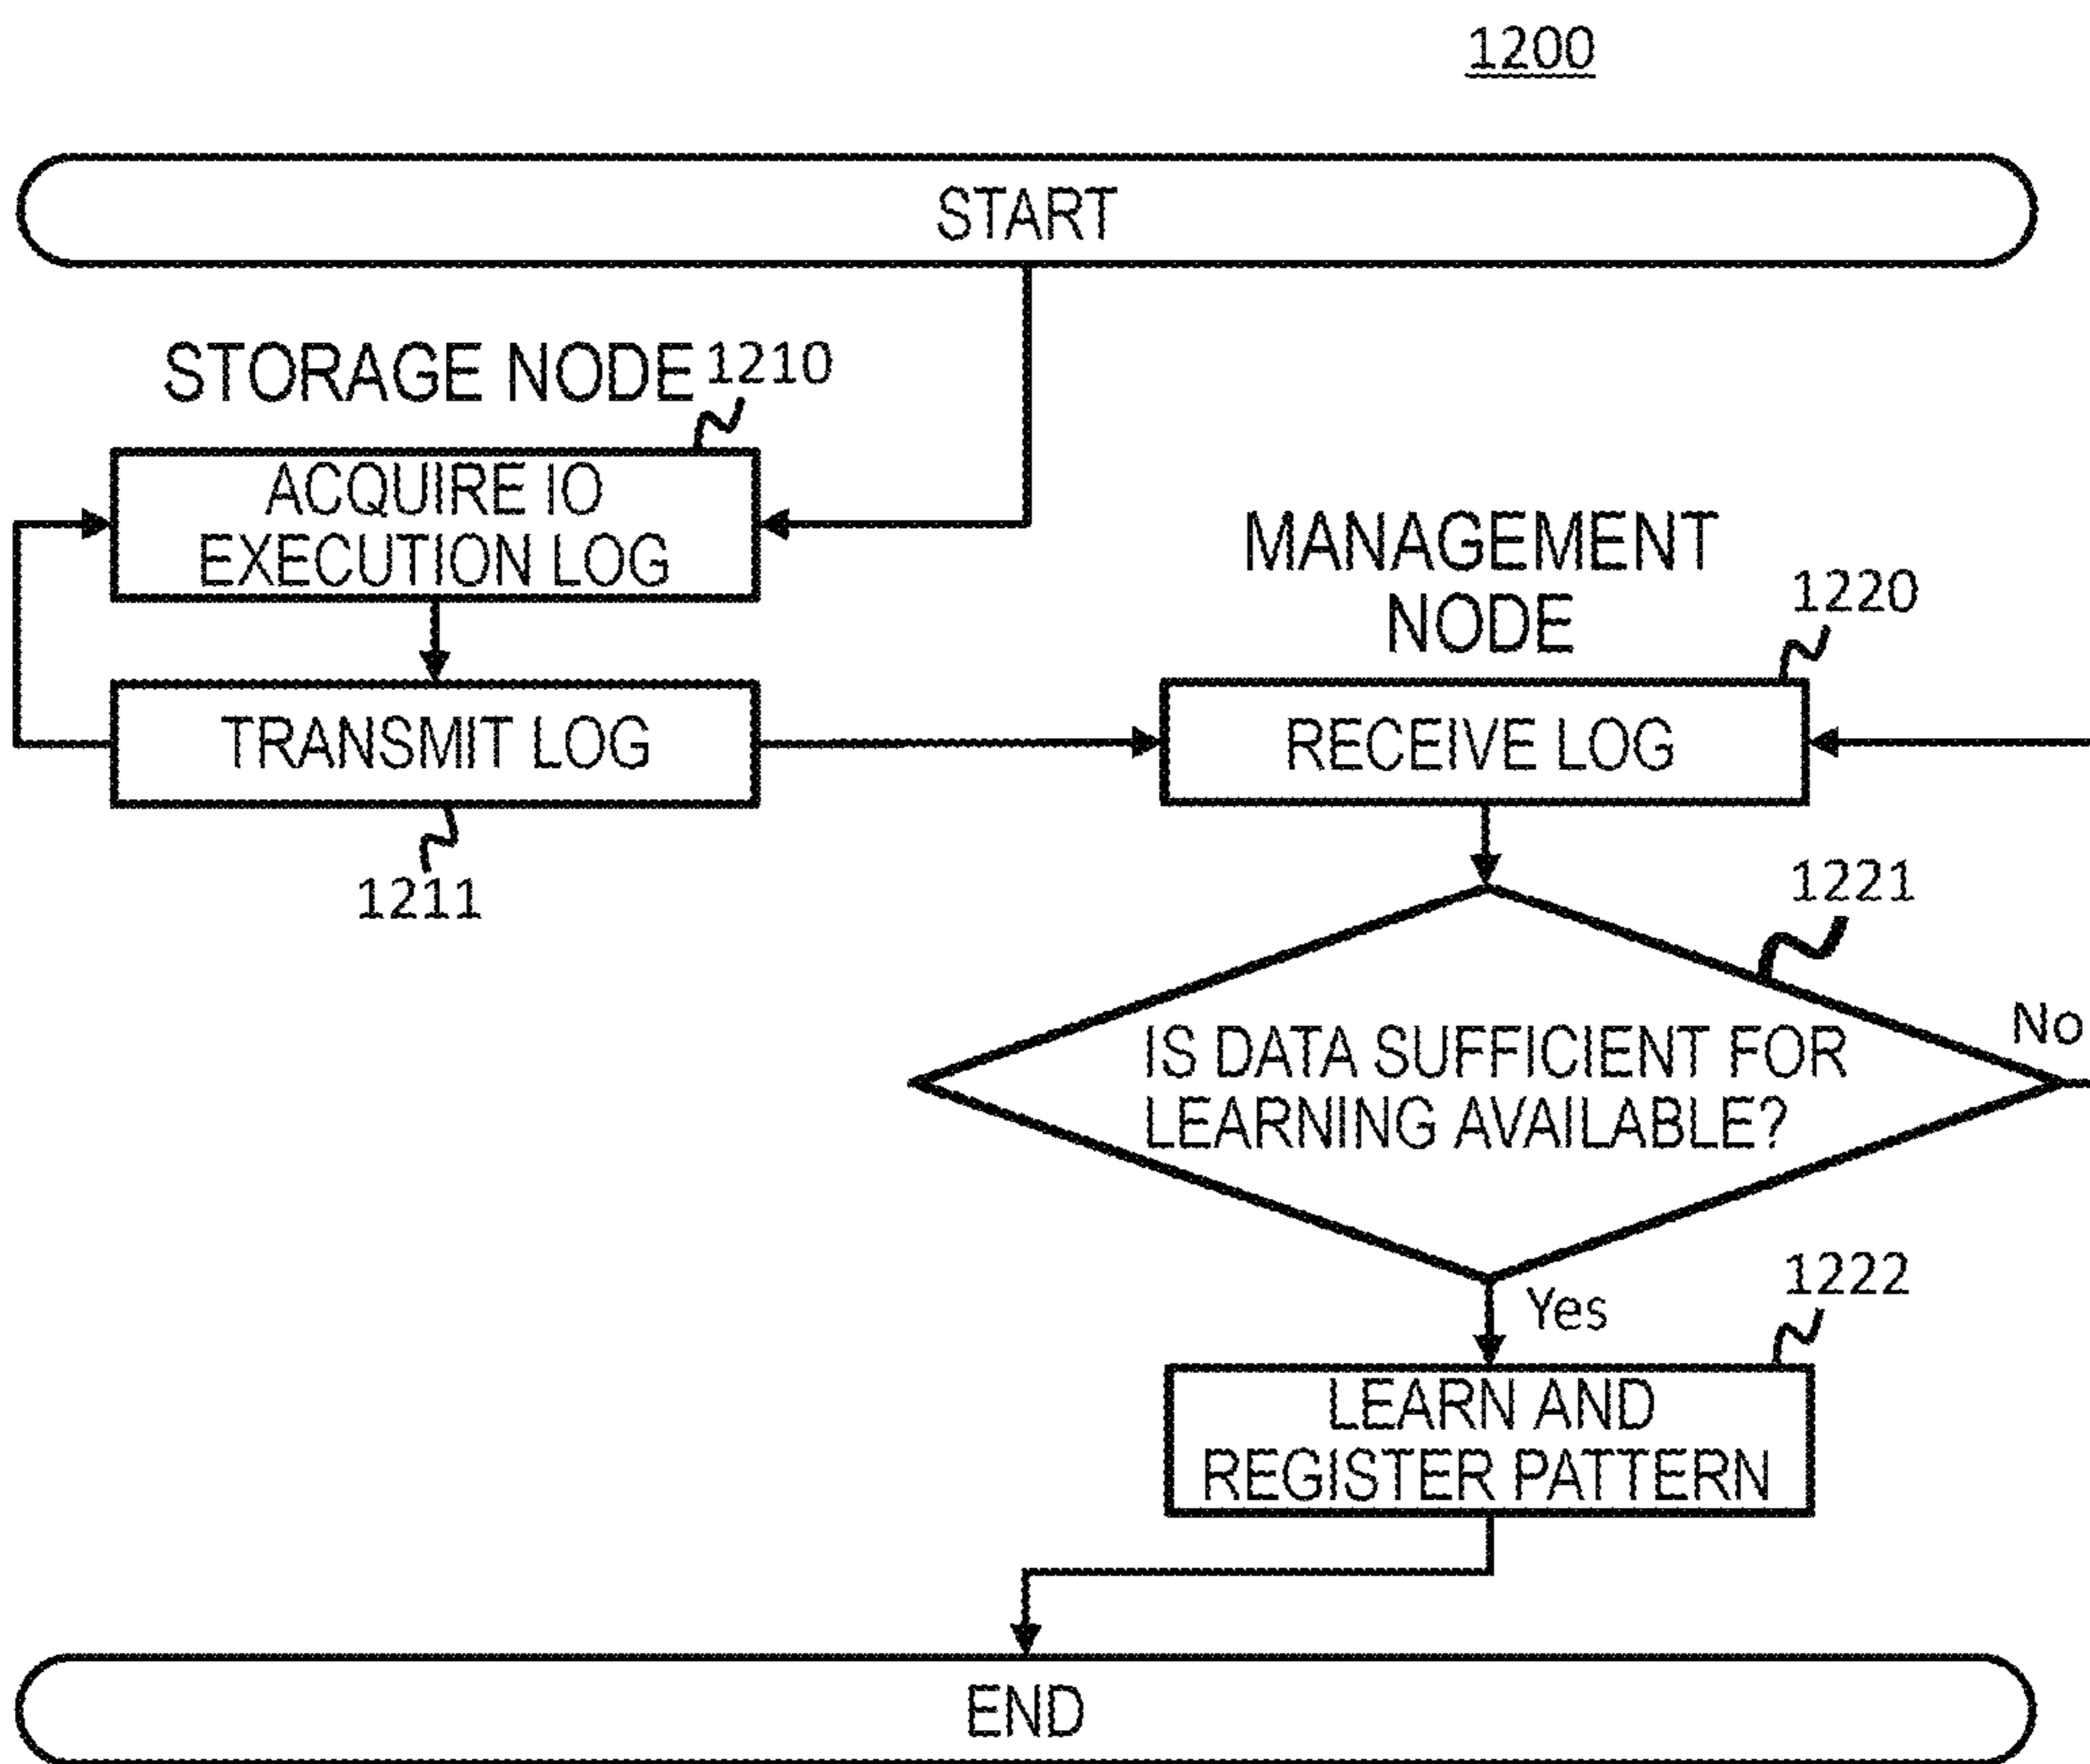 1200
START
STORAGE NODE 1210
ACQUIRE IO
EXECUTION LOG
MANAGEMENT
NODE
1220
TRANSMIT LOG
RECEIVE LOG
1211
1221
IS DATA SUFFICIENT FOR
LEARNING AVAILABLE?
No
Yes
1222
LEARN AND
REGISTER PATTERN
END